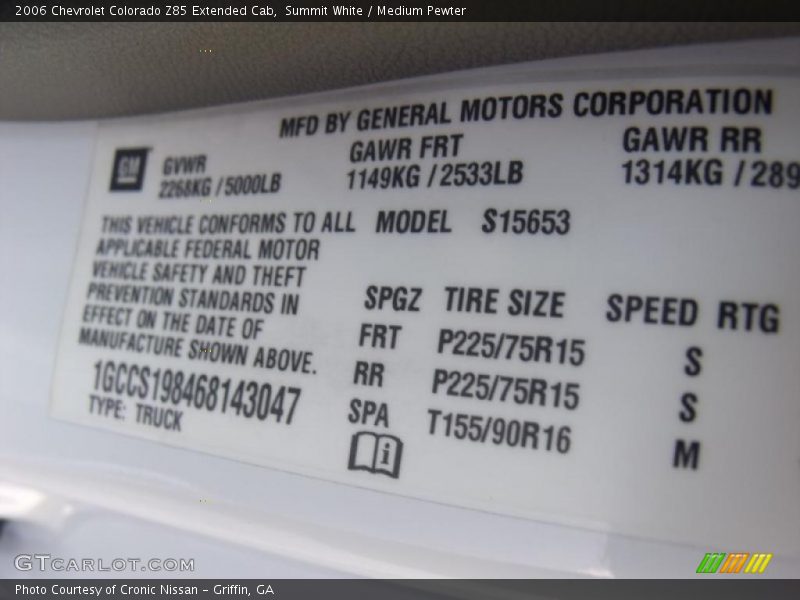 2006 Chevrolet Colorado Z85 Extended Cab, Summit White / Medium Pewter
MFD BY GENERAL MOTORS CORPORATION
GM
GVWR GAWR FRT GAWR RR
2268KG / 5000LB 1149KG / 2533LB 1314KG / 289
THIS VEHICLE CONFORMS TO ALL MODEL S15653
APPLICABLE FEDERAL MOTOR
VEHICLE SAFETY AND THEFT
PREVENTION STANDARDS IN
EFFECT ON THE DATE OF
MANUFACTURE SHOWN ABOVE.
1GCCS198468143047
TYPE: TRUCK
SPGZ TIRE SIZE SPEED RTG
FRT P225/75R15 S
RR P225/75R15 S
SPA T155/90R16 M
i
GTCARLOT.COM
Photo Courtesy of Cronic Nissan - Griffin, GA